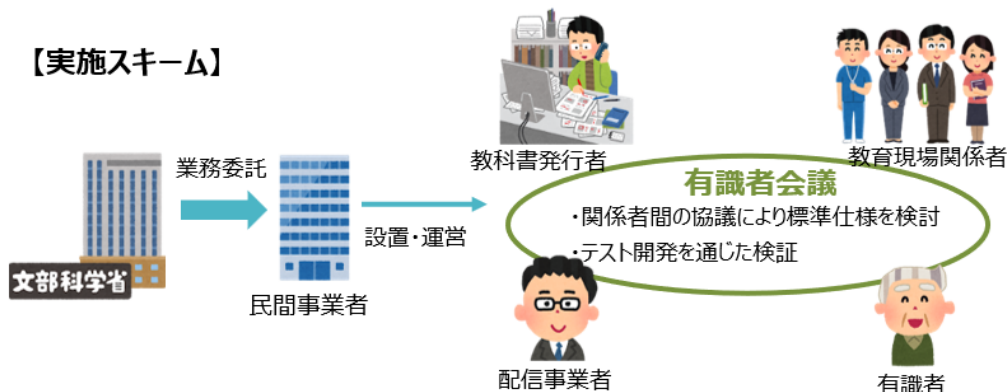 【実施スキーム】
教科書発行者
教育現場関係者
業務委託
有識者会議
・関係者間の協議により標準仕様を検討
・テスト開発を通じた検証
設置・運営
文部科学省
民間事業者
配信事業者
有識者